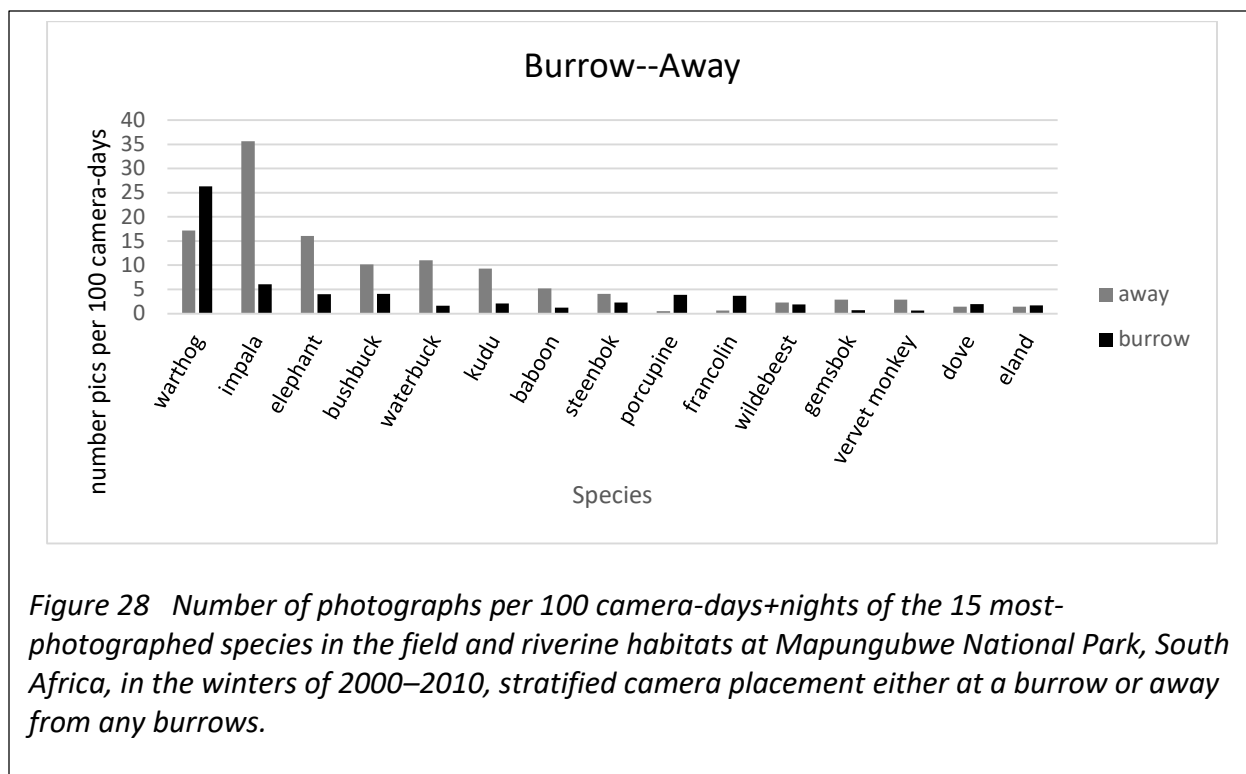 Burrow--Away
number pics per 100 camera-days
40
35
30
25
20
15
10
5
0
warthog
impala
elephant
bushbuck
waterbuck
kudu
baboon
steenbok
porcupine
francolin
wildebeest
gemsbok
vervet monkey
dove
eland
Species
away
burrow
Figure 28 Number of photographs per 100 camera-days+nights of the 15 most-
photographed species in the field and riverine habitats at Mapungubwe National Park, South
Africa, in the winters of 2000–2010, stratified camera placement either at a burrow or away
from any burrows.